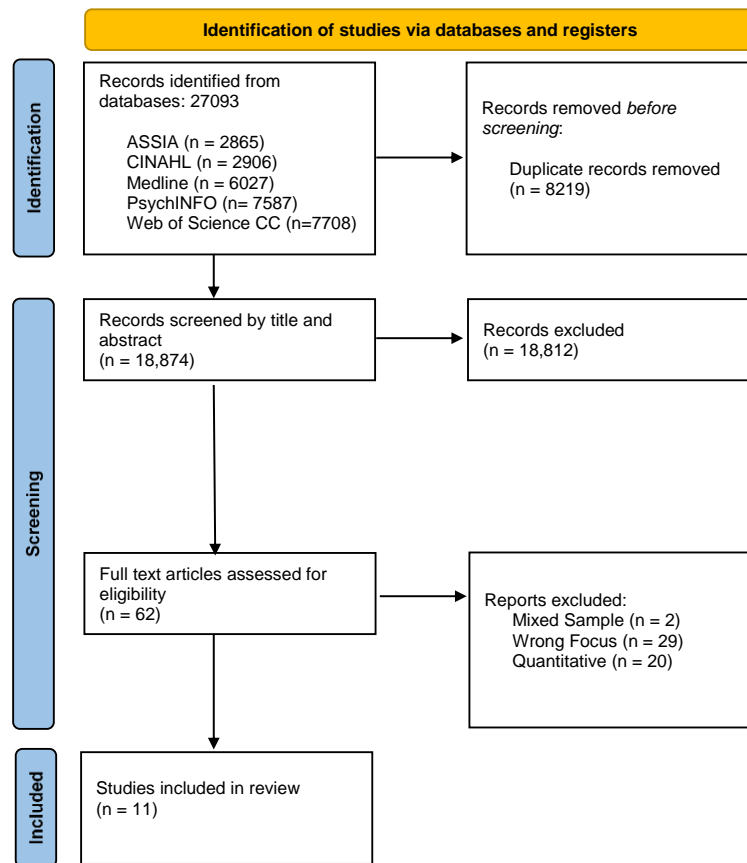 Identification of studies via databases and registers
Identification
Records identified from
databases: 27093
ASSIA (n = 2865)
CINAHL (n = 2906)
Medline (n = 6027)
PsychINFO (n= 7587)
Web of Science CC (n=7708)
Records removed before
screening:
Duplicate records removed
(n = 8219)
Screening
Records screened by title and
abstract
(n = 18,874)
Records excluded
(n = 18,812)
Full text articles assessed for
eligibility
(n = 62)
Reports excluded:
Mixed Sample (n = 2)
Wrong Focus (n = 29)
Quantitative (n = 20)
Included
Studies included in review
(n = 11)